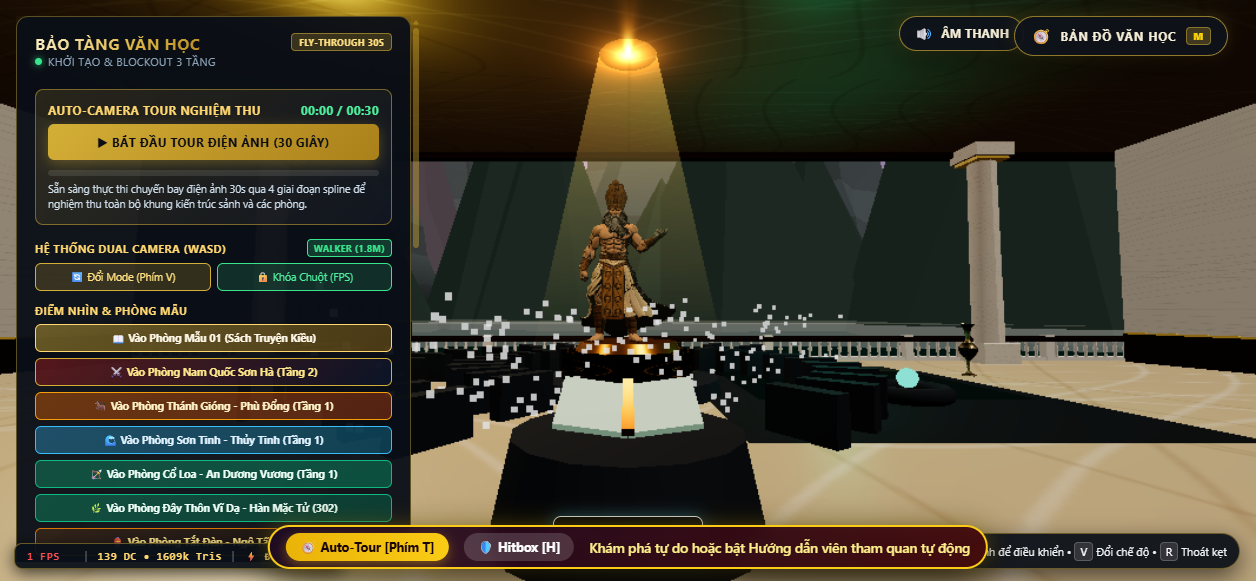 BẢO TÀNG VĂN HỌC
FLY-THROUGH 30S
KHỞI TẠO & BLOCKOUT 3 TẦNG
AUTO-CAMERA TOUR NGHIỆM THU
00:00 / 00:30
▶ BẮT ĐẦU TOUR ĐIỆN ẢNH (30 GIÂY)
Sẵn sàng thực thi chuyến bay điện ảnh 30s qua 4 giai đoạn spline để
nghiệm thu toàn bộ khung kiến trúc sảnh và các phòng.
HỆ THỐNG DUAL CAMERA (WASD)
WALKER (1.8M)
Đổi Mode (Phím V)
Khóa Chuột (FPS)
ĐIỂM NHÌN & PHÒNG MẪU
Vào Phòng Mẫu 01 (Sách Truyện Kiều)
Vào Phòng Nam Quốc Sơn Hà (Tầng 2)
Vào Phòng Thánh Gióng - Phù Đổng (Tầng 1)
Vào Phòng Sơn Tinh - Thủy Tinh (Tầng 1)
Vào Phòng Cổ Loa - An Dương Vương (Tầng 1)
Vào Phòng Đây Thôn Vĩ Dạ - Hàn Mặc Tử (302)
Vào Phòng Tắt Đèn - Ngô Tấ
1 FPS | 139 DC • 1609k Tris |
ÂM THANH
BẢN ĐỒ VĂN HỌC M
Auto-Tour [Phím T]
Hitbox [H]
Khám phá tự do hoặc bật Hướng dẫn viên tham quan tự động
để điều khiển • V Đổi chế độ • R Thoát kẹt